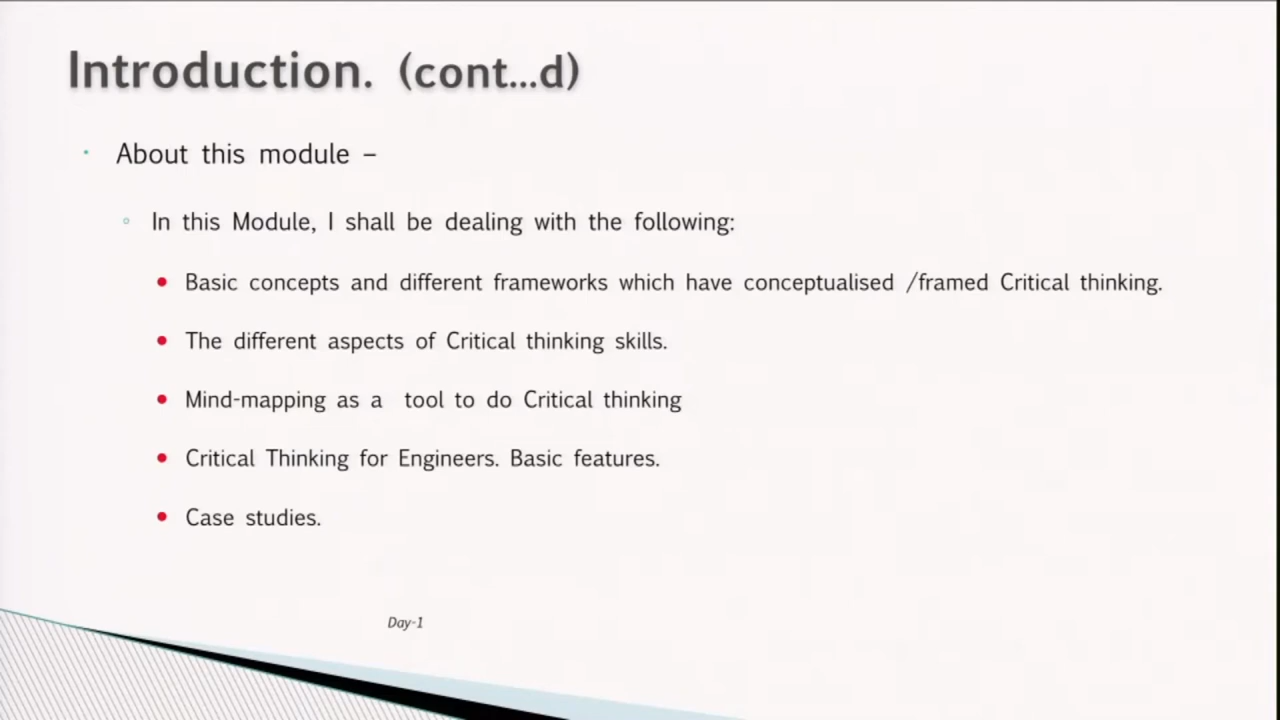 Introduction. (cont...d)
About this module –
In this Module, I shall be dealing with the following:
Basic concepts and different frameworks which have conceptualised /framed Critical thinking.
The different aspects of Critical thinking skills.
Mind-mapping as a tool to do Critical thinking
Critical Thinking for Engineers. Basic features.
Case studies.
Day-1